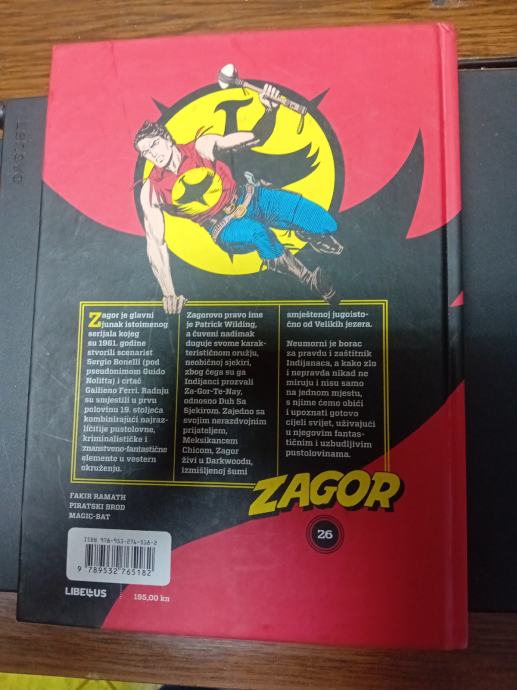 Zagor je glavni
junak istoimenog
serijala kojeg
su 1961. godine
stvorili scenarist
Sergio Bonelli (pod
pseudonimom Guido
Nolitta) i crtač
Gallieno Ferri. Radnju
su smjestili u prvu
polovinu 19. stoljeća
kombinirajući najraz-
ličitije pustolovne,
kriminalističke i
znanstveno-fantastične
elemente u vestern
okruženju.
Zagorovo pravo ime
je Patrick Wilding,
a čuveni nadimak
duguje svome karak-
terističnom oružju,
neobičnoj sjekiri,
zbog čega su ga
Indijanci prozvali
Za-Gor-Te-Nay,
odnosno Duh Sa
Sjekirom. Zajedno sa
svojim nerazdvojnim
prijateljem,
Meksikancem
Chicom, Zagor
živi u Darkwoodu,
izmišljenoj šumi
smještenoj jugoisto-
čno od Velikih jezera.
Neumorni je borac
za pravdu i zaštitnik
Indijanaca, a kako zlo
i nepravda nikad ne
miruju i nisu samo
na jednom mjestu,
s njime ćemo obići
i upoznati gotovo
cijeli svijet, uživajući
u njegovim fantas-
tičnim i uzbudljivim
pustolovinama.
ZAGOR
26
FAKIR RAMATH
PIRATSKI BROD
MAGIC-BAT
ISBN 978-953-276-518-2
9 789532 765182
LIBELLUS
195,00 kn